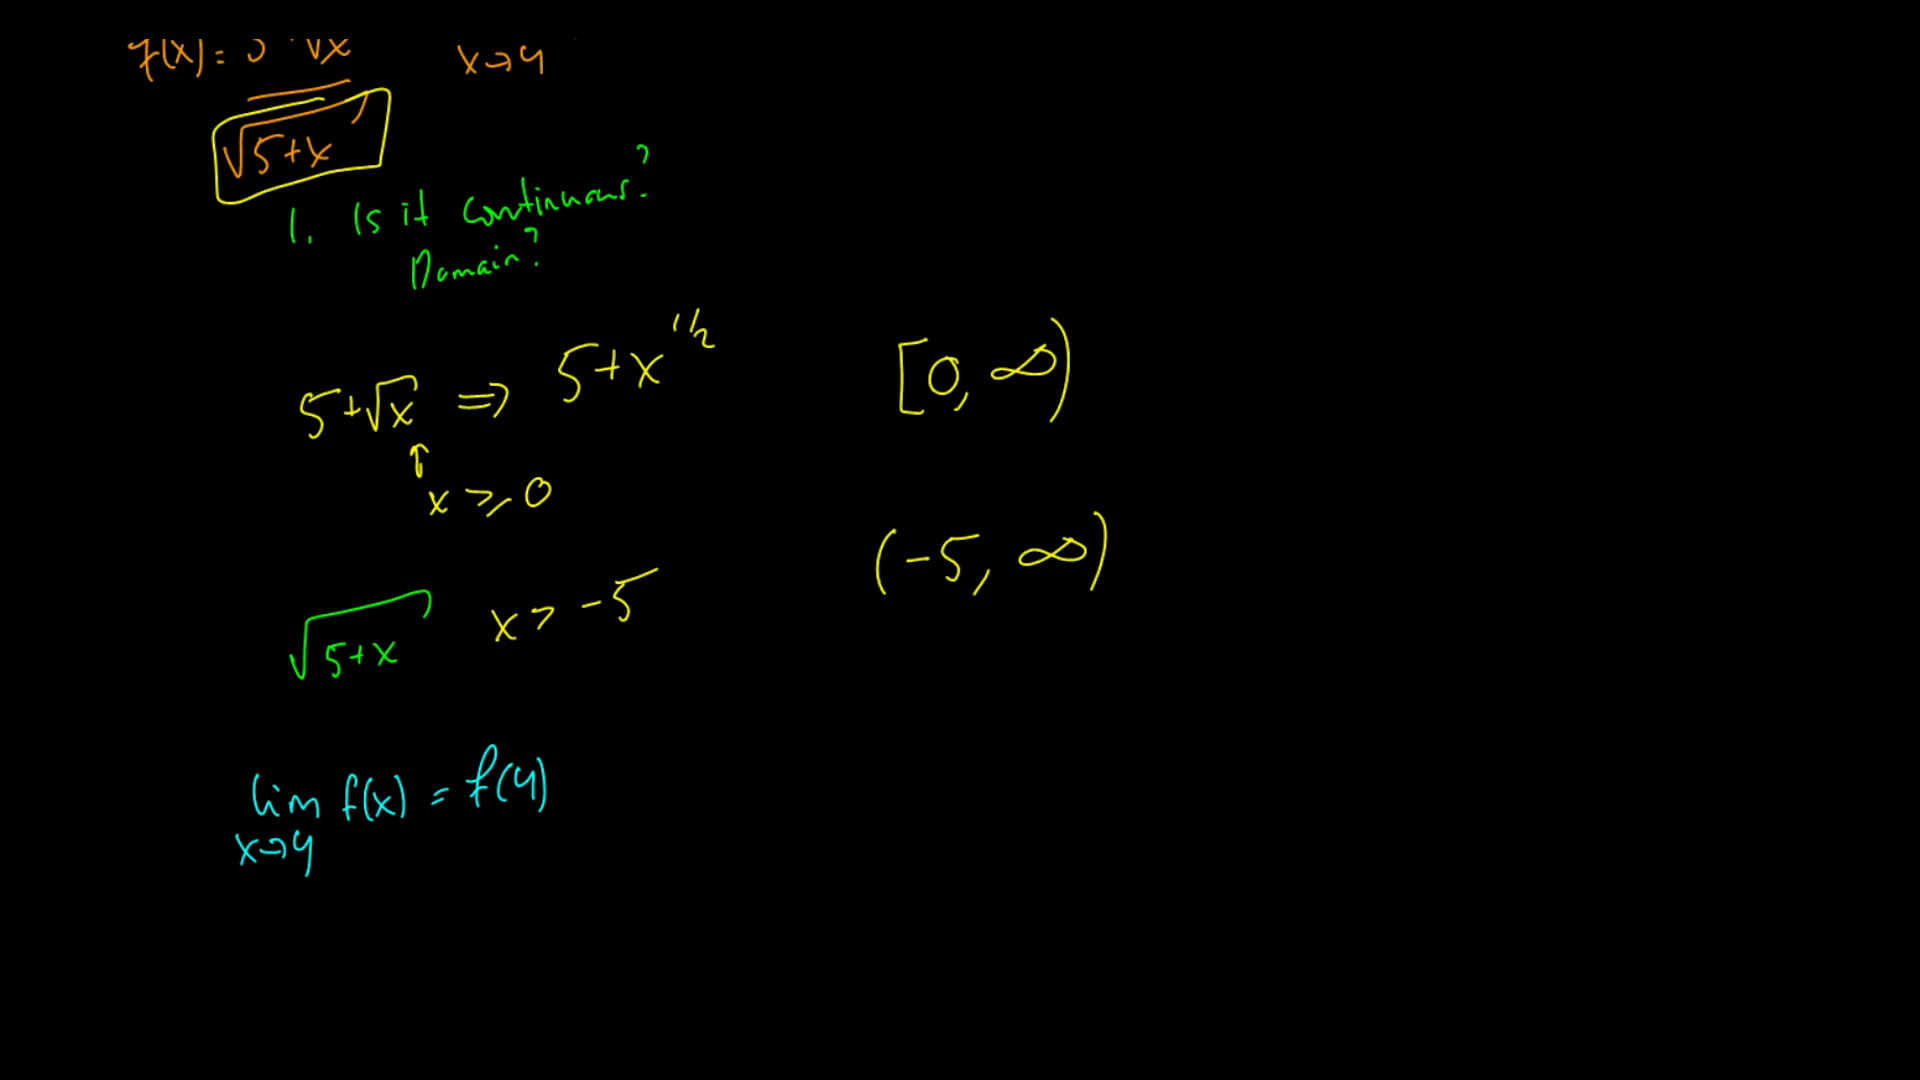 f(x) = 5+√x x→4
√5+x
1. Is it continuous?
Domain?
5+√x ⇒ 5+x^1/2 [0, ∞)
↑
x ≥ 0
√5+x x > -5 (-5, ∞)
lim f(x) = f(4)
x→4